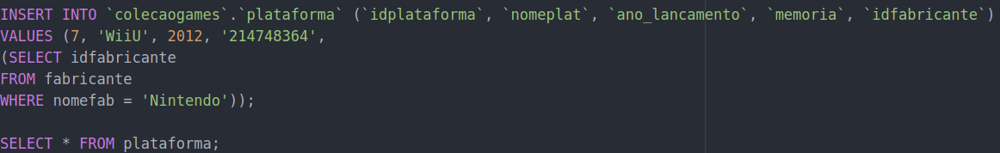 INSERT INTO `colecaogames`.`plataforma` (`idplataforma`, `nomeplat`, `ano_lancamento`, `memoria`, `idfabricante`)
VALUES (7, 'WiiU', 2012, '214748364',
(SELECT idfabricante
FROM fabricante
WHERE nomefab = 'Nintendo'));

SELECT * FROM plataforma;